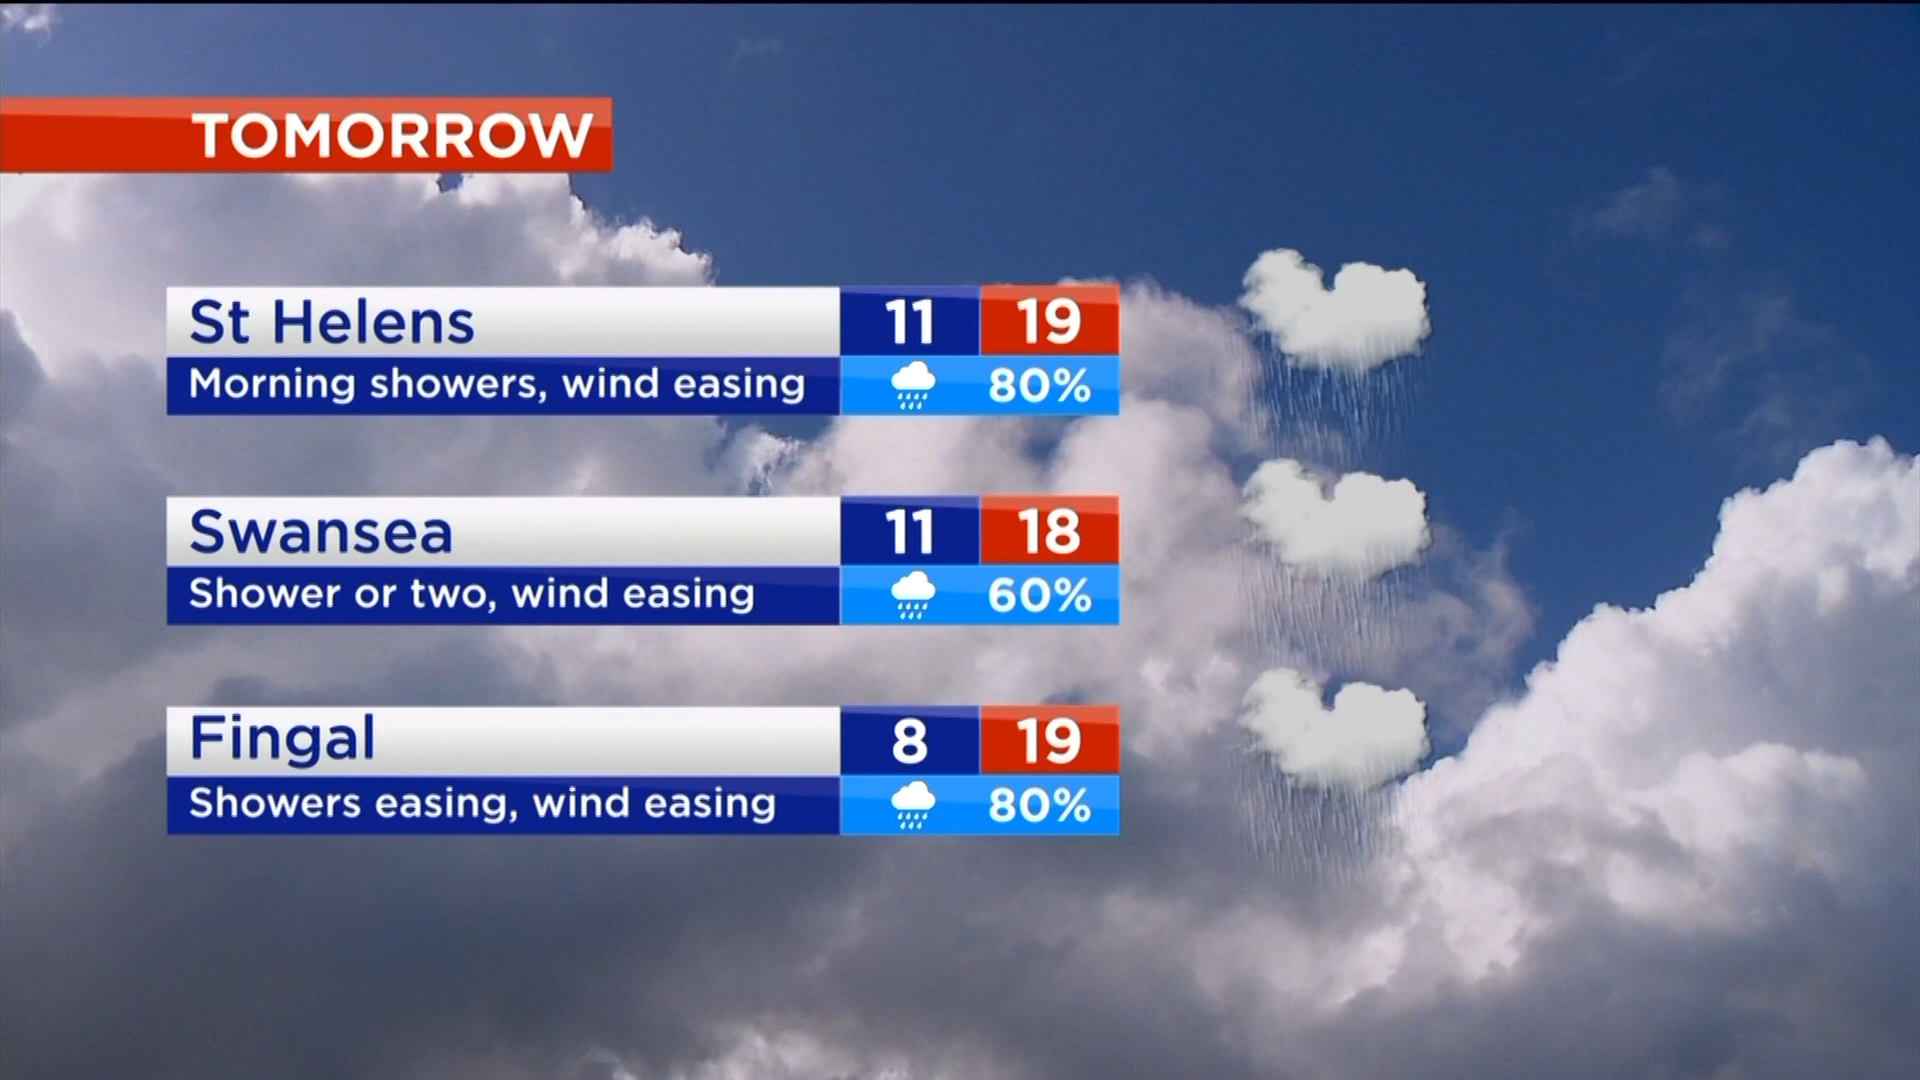 TOMORROW
St Helens 11 19
Morning showers, wind easing 80%
Swansea 11 18
Shower or two, wind easing 60%
Fingal 8 19
Showers easing, wind easing 80%